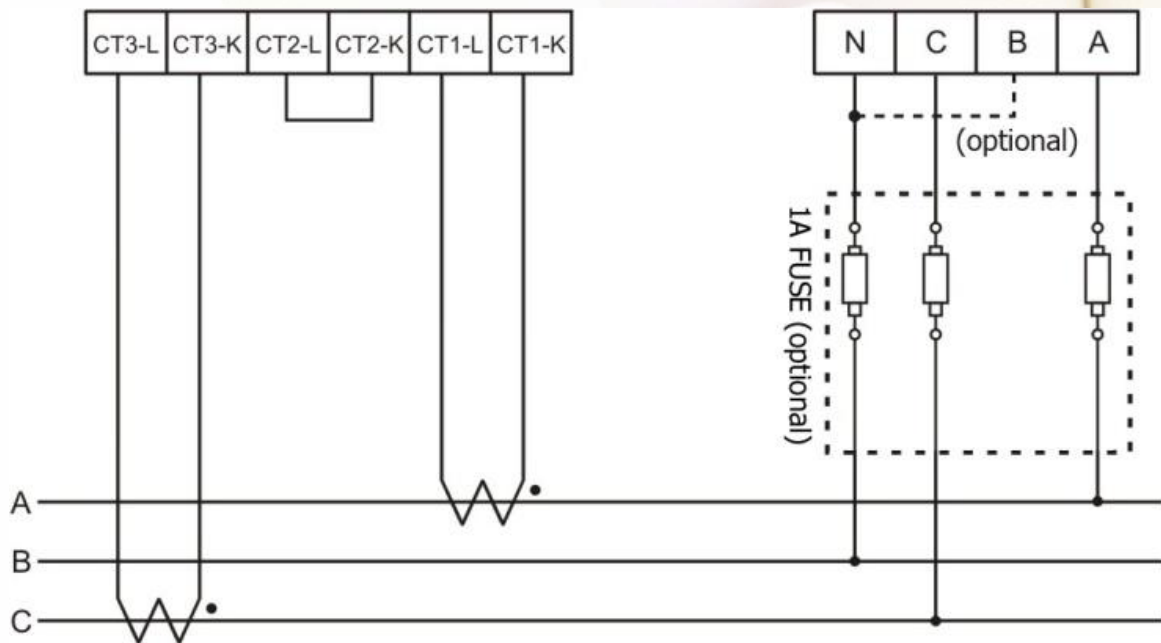 CT3-L CT3-K CT2-L CT2-K CT1-L CT1-K
N C B A
(optional)
1A FUSE (optional)
A
B
C